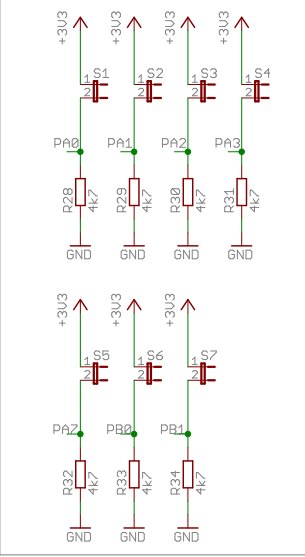 +3V3 +3V3 +3V3 +3V3
S1 S2 S3 S4
1 1 1 1
2 2 2 2
PA0 PA1 PA2 PA3
R28 4k7 R29 4k7 R30 4k7 R31 4k7
GND GND GND GND
+3V3 +3V3 +3V3
S5 S6 S7
1 1 1
2 2 2
PA7 PB0 PB1
R32 4k7 R33 4k7 R34 4k7
GND GND GND